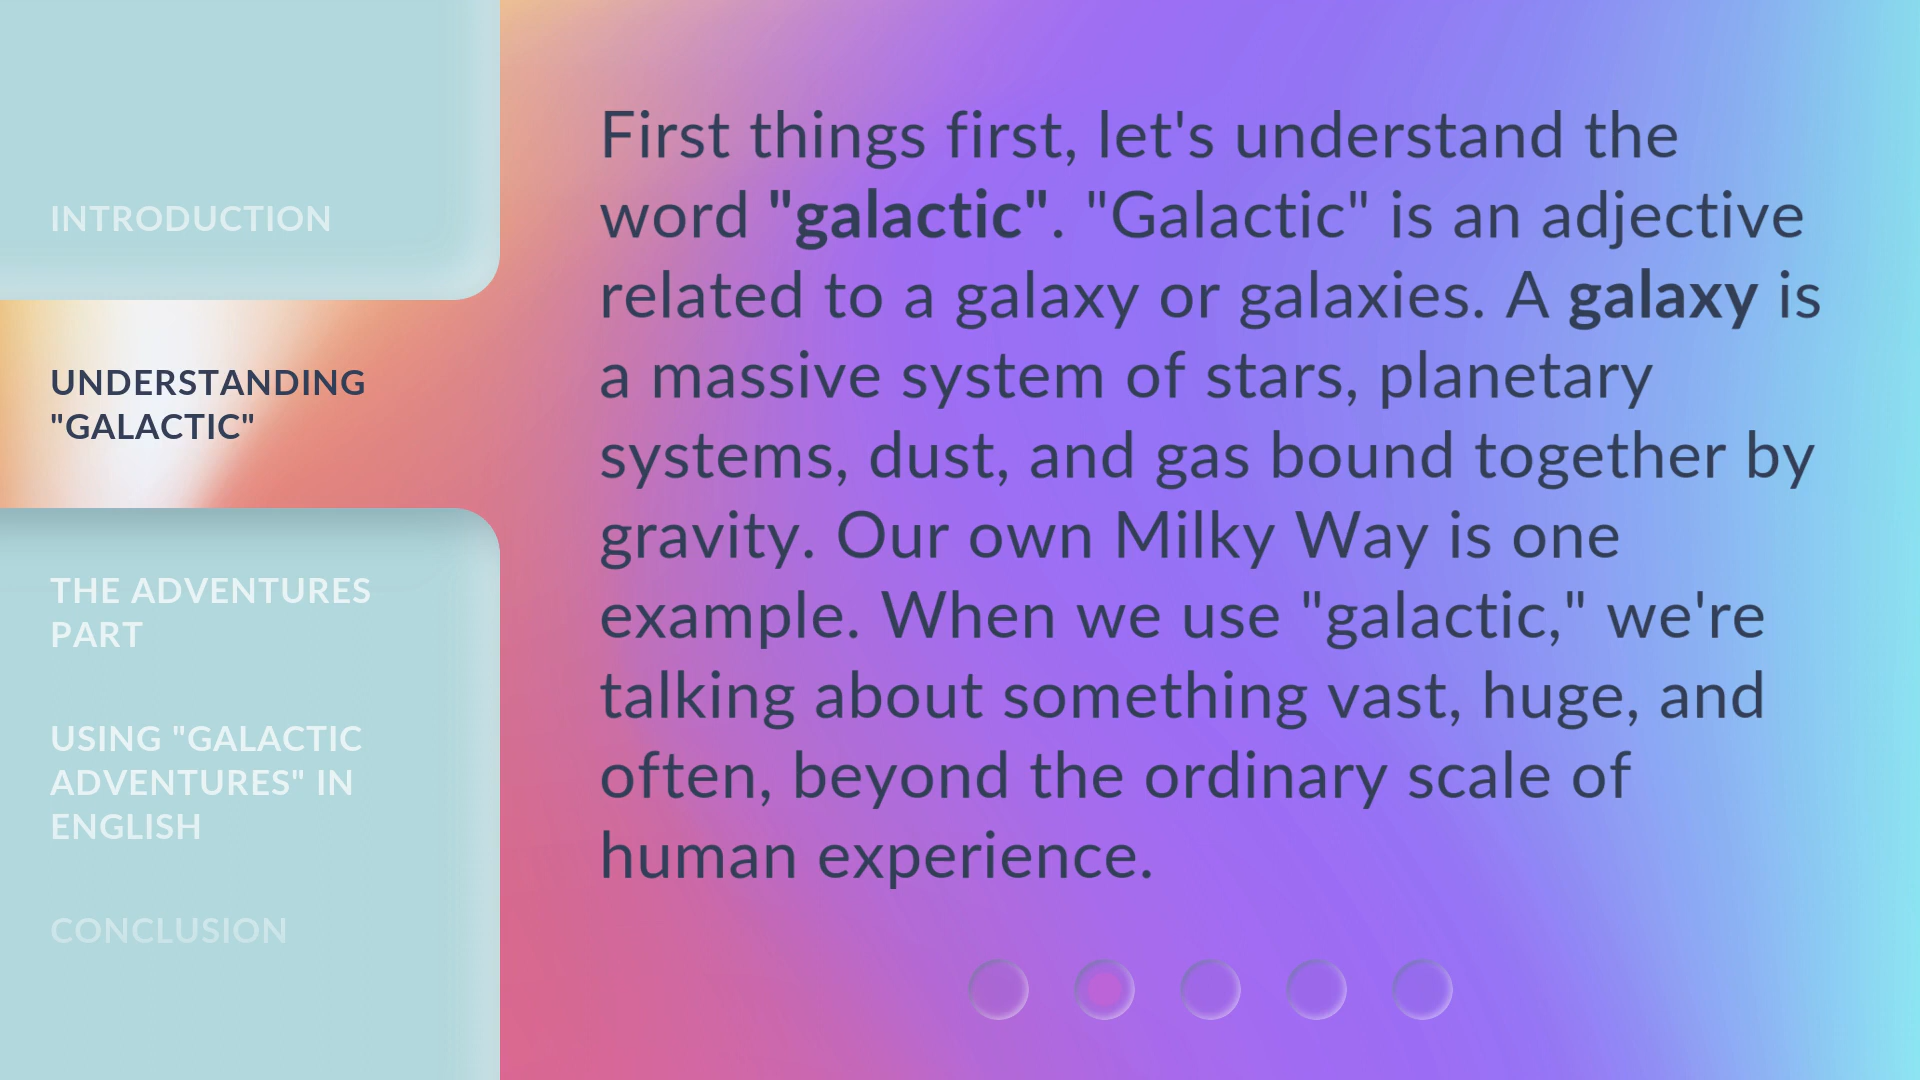 INTRODUCTION
UNDERSTANDING
"GALACTIC"
THE ADVENTURES
PART
USING "GALACTIC
ADVENTURES" IN
ENGLISH
CONCLUSION
First things first, let's understand the
word "galactic". "Galactic" is an adjective
related to a galaxy or galaxies. A galaxy is
a massive system of stars, planetary
systems, dust, and gas bound together by
gravity. Our own Milky Way is one
example. When we use "galactic," we're
talking about something vast, huge, and
often, beyond the ordinary scale of
human experience.